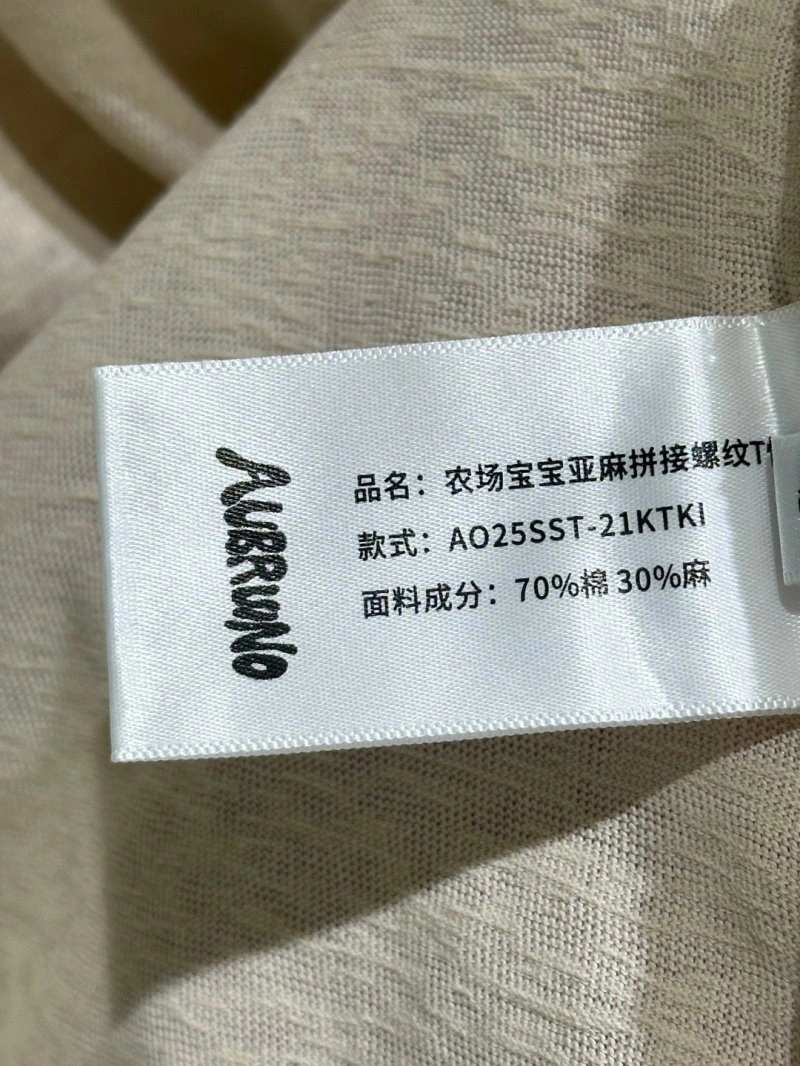 AUBRUNO
品名：农场宝宝亚麻拼接螺纹T
款式：AO25SST-21KTKI
面料成分：70%棉 30%麻